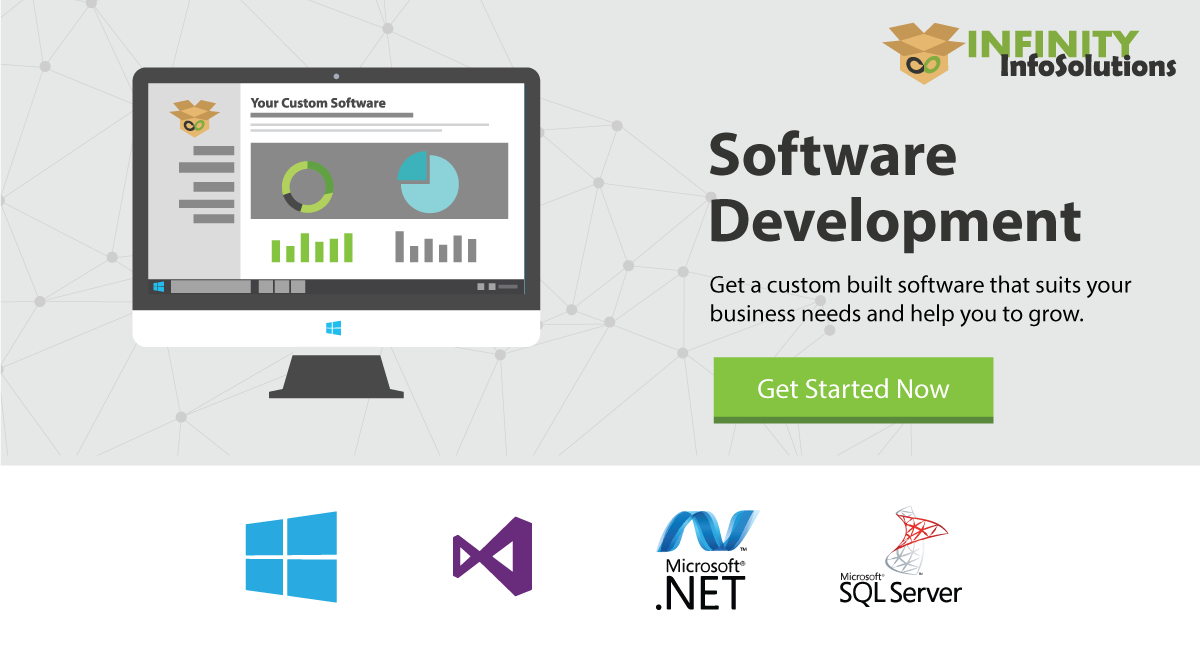 INFINITY
InfoSolutions
Your Custom Software
Software
Development
Get a custom built software that suits your
business needs and help you to grow.
Get Started Now
Microsoft®
.NET
™
Microsoft®
SQL Server